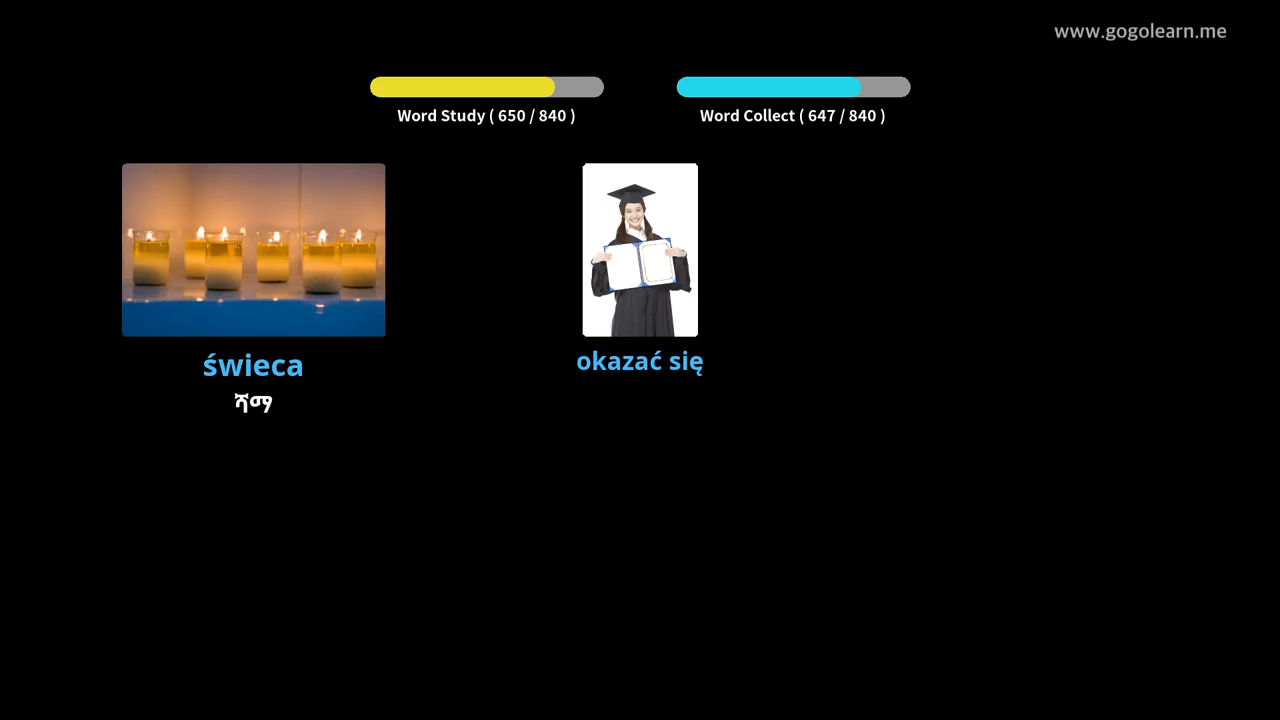 www.gogolearn.me
Word Study ( 650 / 840 )
Word Collect ( 647 / 840 )
świeca
ሻማ
okazać się